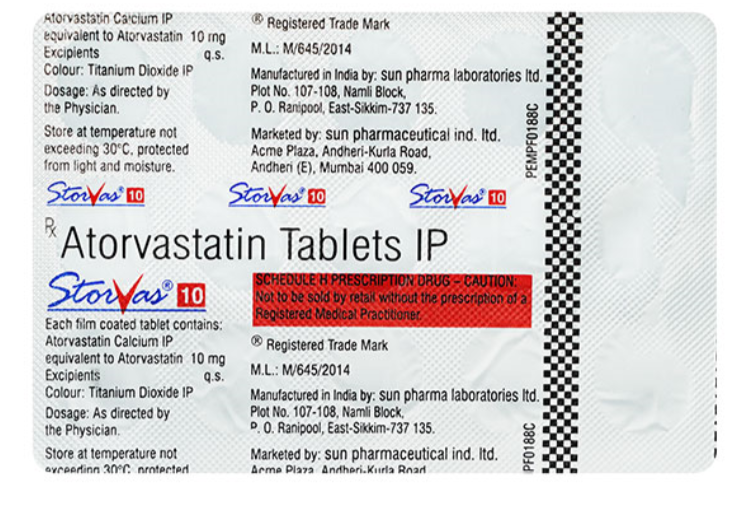 Atorvastatin Calcium IP
equivalent to Atorvastatin 10 mg
Excipients q.s.
Colour: Titanium Dioxide IP
Dosage: As directed by
the Physician.
Store at temperature not
exceeding 30°C, protected
from light and moisture.
® Registered Trade Mark
M.L.: M/645/2014
Manufactured in India by: sun pharma laboratories ltd.
Plot No. 107-108, Namli Block,
P. O. Ranipool, East-Sikkim-737 135.
Marketed by: sun pharmaceutical ind. ltd.
Acme Plaza, Andheri-Kurla Road,
Andheri (E), Mumbai 400 059.
PEMPF0188C
Storvas® 10
Storvas® 10
Storvas® 10
Rx Atorvastatin Tablets IP
Storvas® 10
SCHEDULE H PRESCRIPTION DRUG – CAUTION:
Not to be sold by retail without the prescription of a
Registered Medical Practitioner.
Each film coated tablet contains:
Atorvastatin Calcium IP
equivalent to Atorvastatin 10 mg
Excipients q.s.
Colour: Titanium Dioxide IP
Dosage: As directed by
the Physician.
Store at temperature not
exceeding 30°C, protected
® Registered Trade Mark
M.L.: M/645/2014
Manufactured in India by: sun pharma laboratories ltd.
Plot No. 107-108, Namli Block,
P. O. Ranipool, East-Sikkim-737 135.
Marketed by: sun pharmaceutical ind. ltd.
Acme Plaza, Andheri-Kurla Road
PF0188C